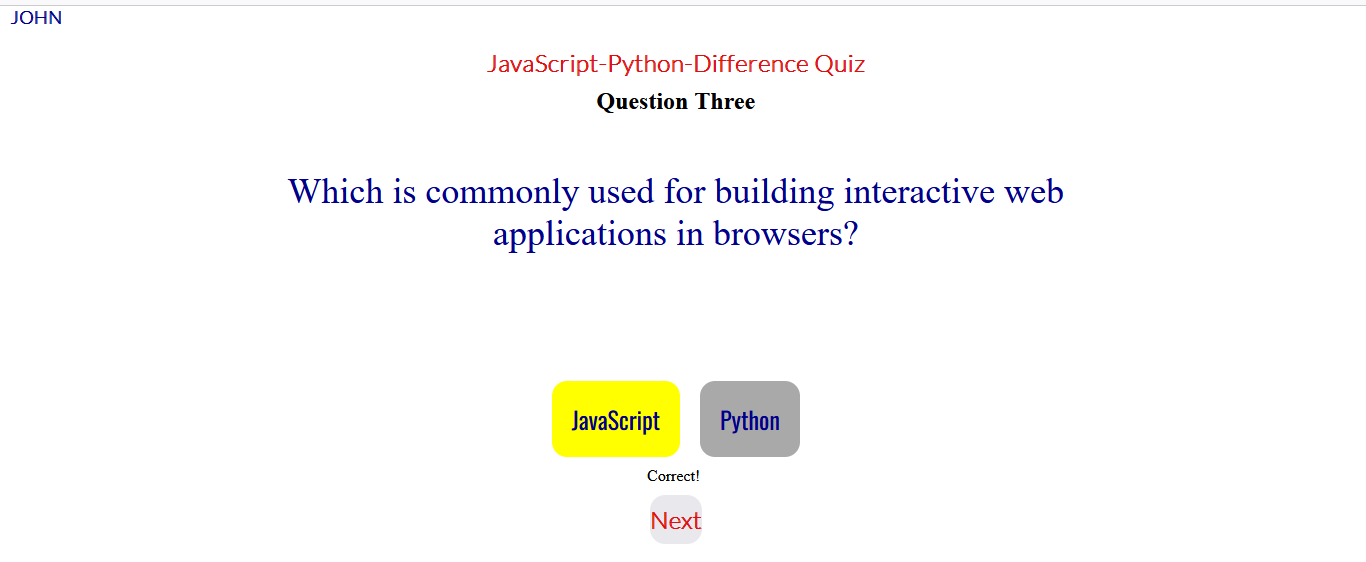 JOHN
JavaScript-Python-Difference Quiz
Question Three
Which is commonly used for building interactive web
applications in browsers?
JavaScript
Python
Correct!
Next